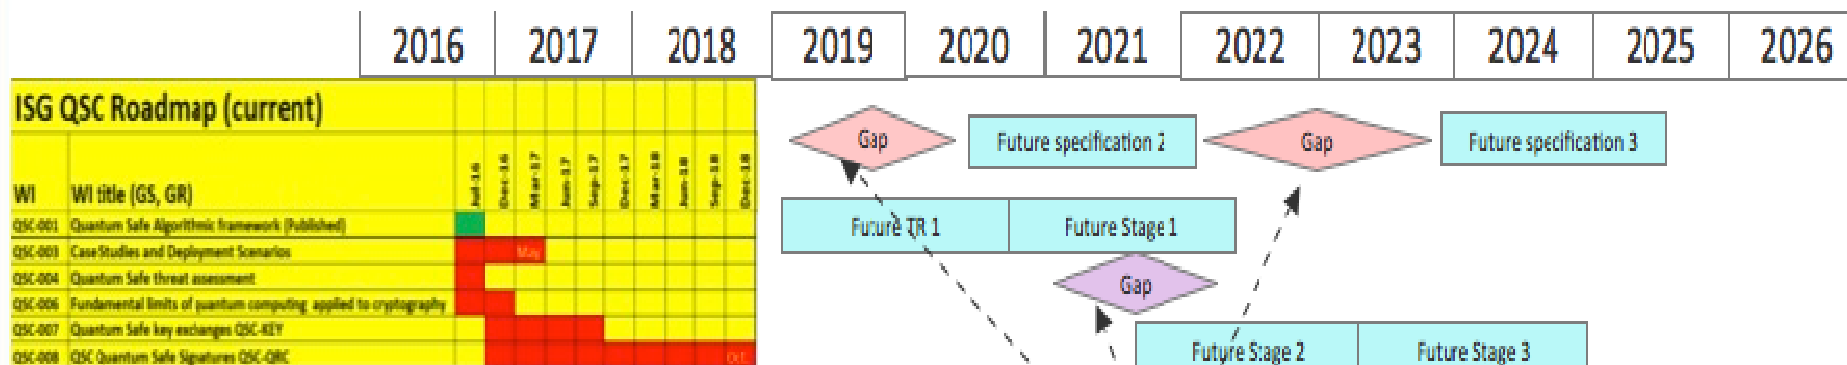 2016 2017 2018 2019 2020 2021 2022 2023 2024 2025 2026
ISG QSC Roadmap (current)
WI WI title (GS, GR) Jul-16 Dec-16 Mar-17 Jun-17 Sep-17 Dec-17 Mar-18 Jun-18 Sep-18 Dec-18
QSC-001 Quantum Safe Algorithmic framework (Published)
QSC-003 Case Studies and Deployment Scenarios May
QSC-004 Quantum Safe threat assessment
QSC-006 Fundamental limits of quantum computing applied to cryptography
QSC-007 Quantum Safe key exchanges QSC-KEY
QSC-008 QSC Quantum Safe Signatures QSC-QRC Oct
Gap Future specification 2 Gap Future specification 3
Future TR 1 Future Stage 1
Gap
Future Stage 2 Future Stage 3